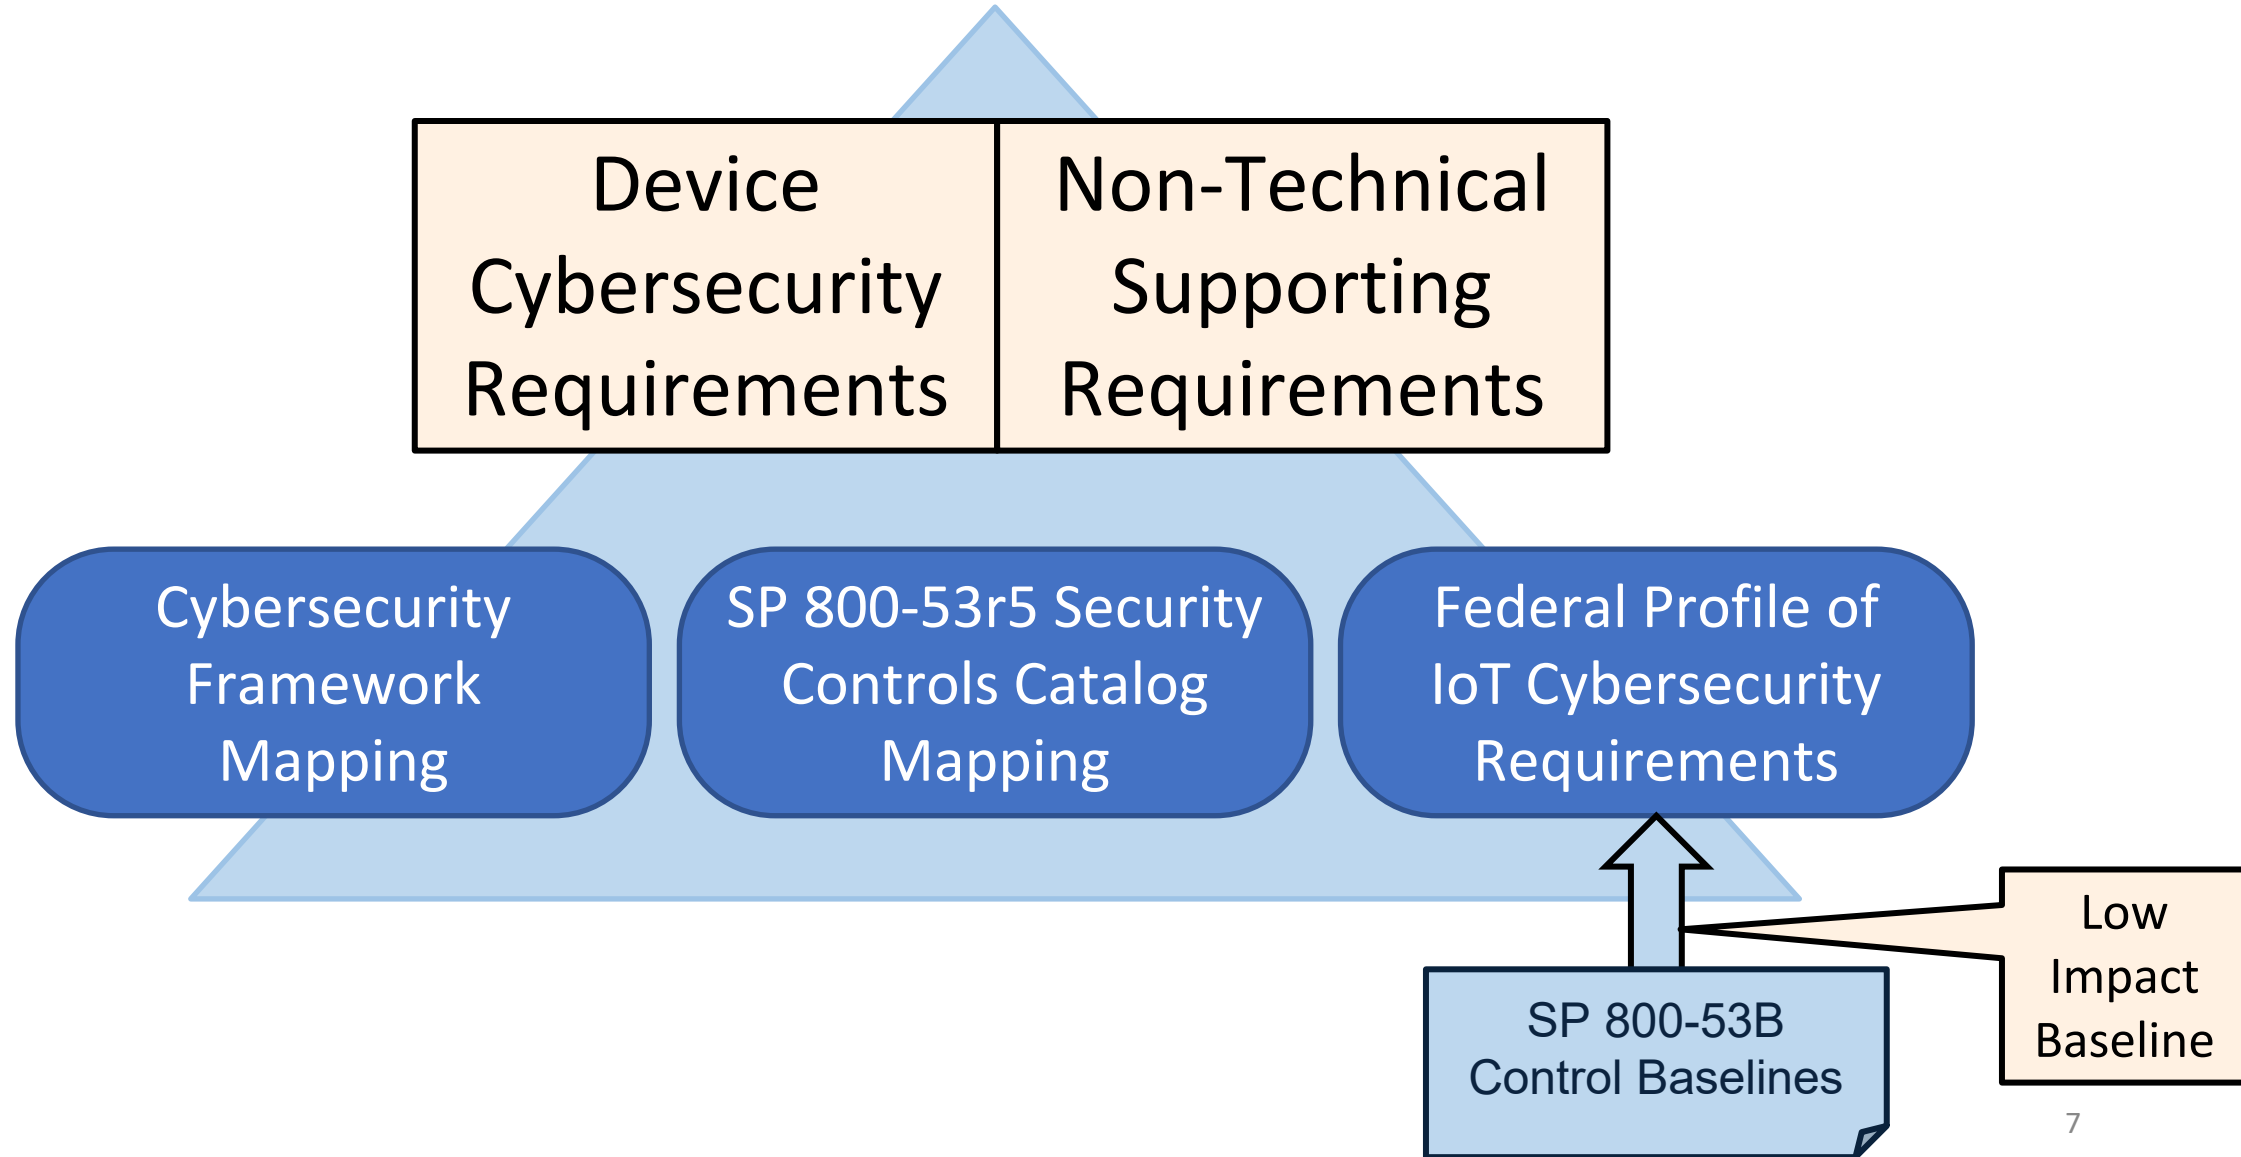 Device
Cybersecurity
Requirements
Non-Technical
Supporting
Requirements
Cybersecurity
Framework
Mapping
SP 800-53r5 Security
Controls Catalog
Mapping
Federal Profile of
IoT Cybersecurity
Requirements
Low
Impact
Baseline
SP 800-53B
Control Baselines
7